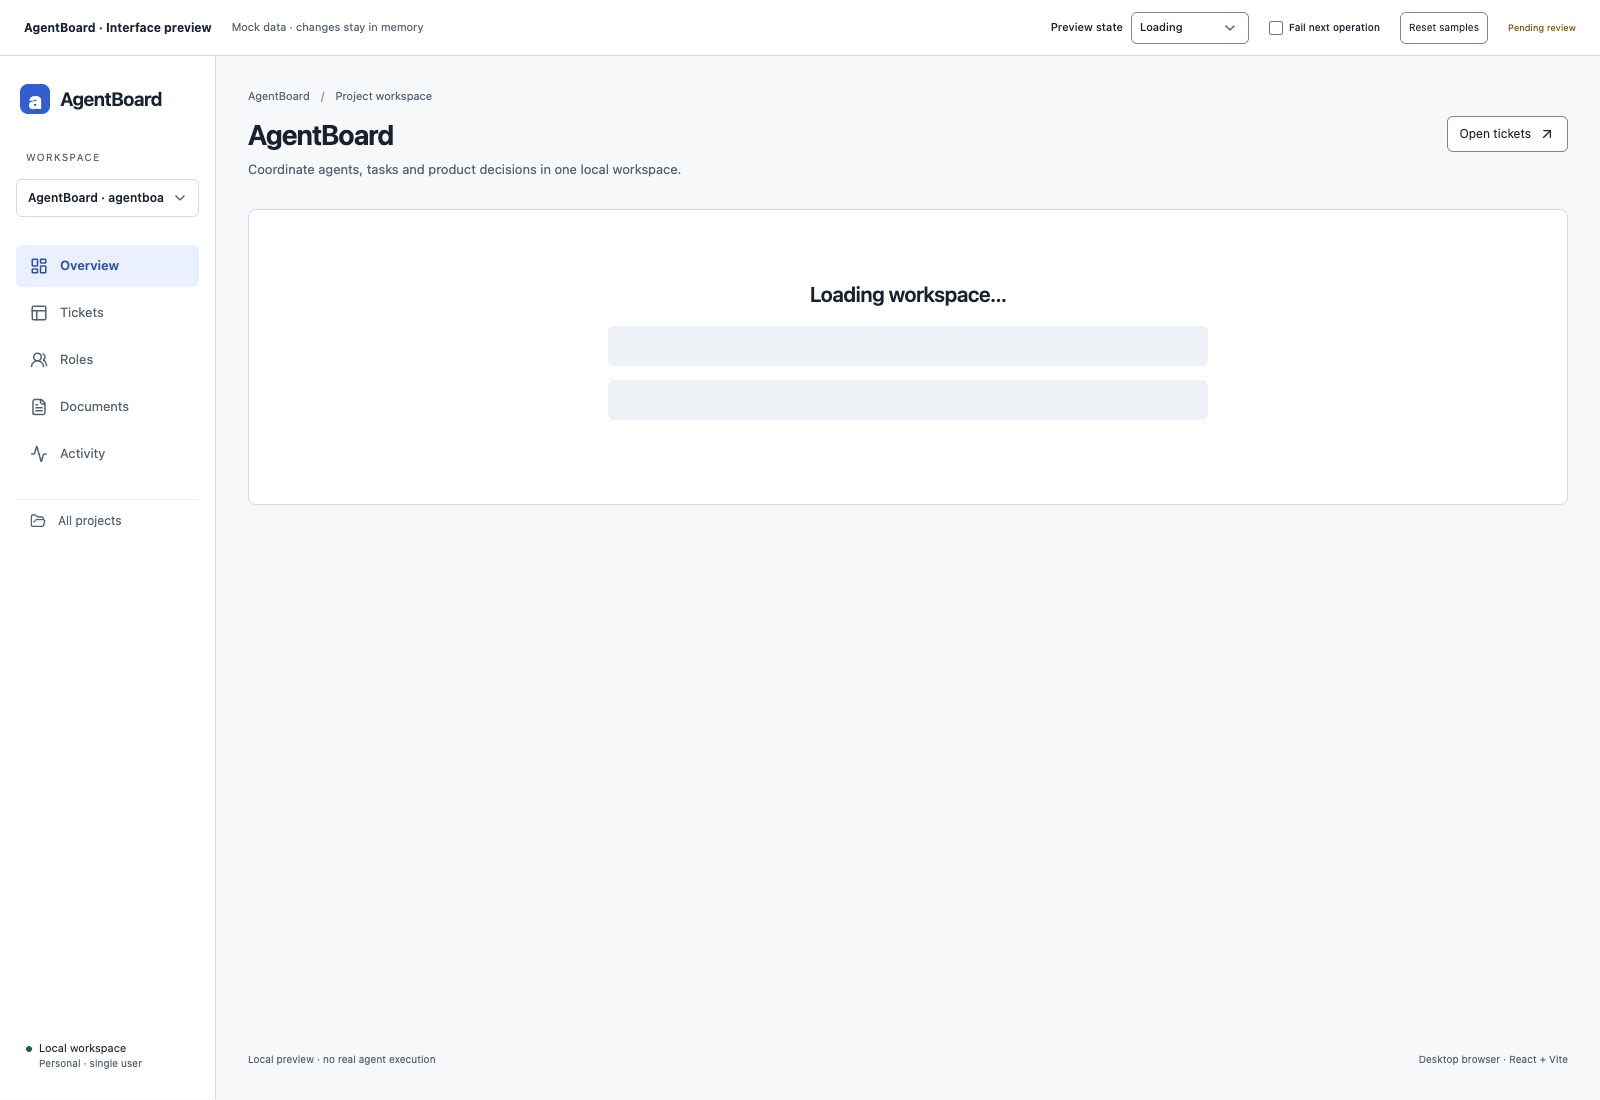 AgentBoard · Interface preview
Mock data · changes stay in memory
Preview state
Loading
Fail next operation
Reset samples
Pending review
a
AgentBoard
WORKSPACE
AgentBoard · agentboa
Overview
Tickets
Roles
Documents
Activity
All projects
Local workspace
Personal · single user
AgentBoard / Project workspace
AgentBoard
Coordinate agents, tasks and product decisions in one local workspace.
Open tickets
Loading workspace...
Local preview · no real agent execution
Desktop browser · React + Vite